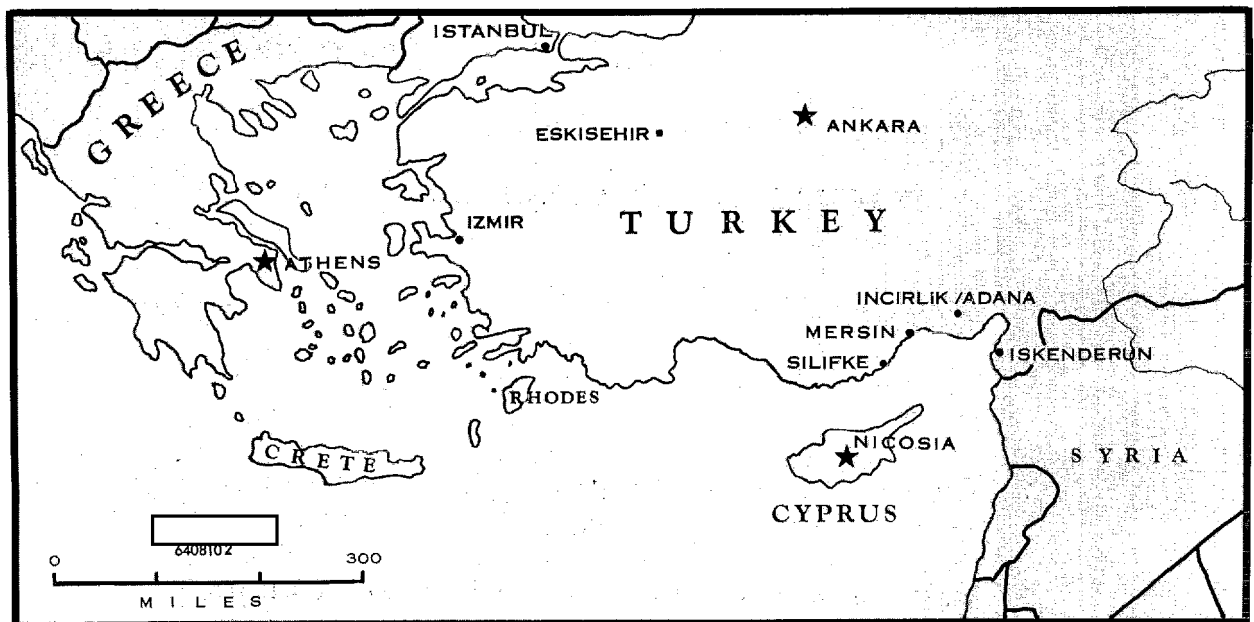 ISTANBUL
GREECE
ESKISEHIR
ANKARA
TURKEY
IZMIR
ATHENS
INCIRLIK/ADANA
MERSIN
SILIFKE
ISKENDERUN
RHODES
CRETE
NICOSIA
SYRIA
CYPRUS
6408102
0 300
MILES